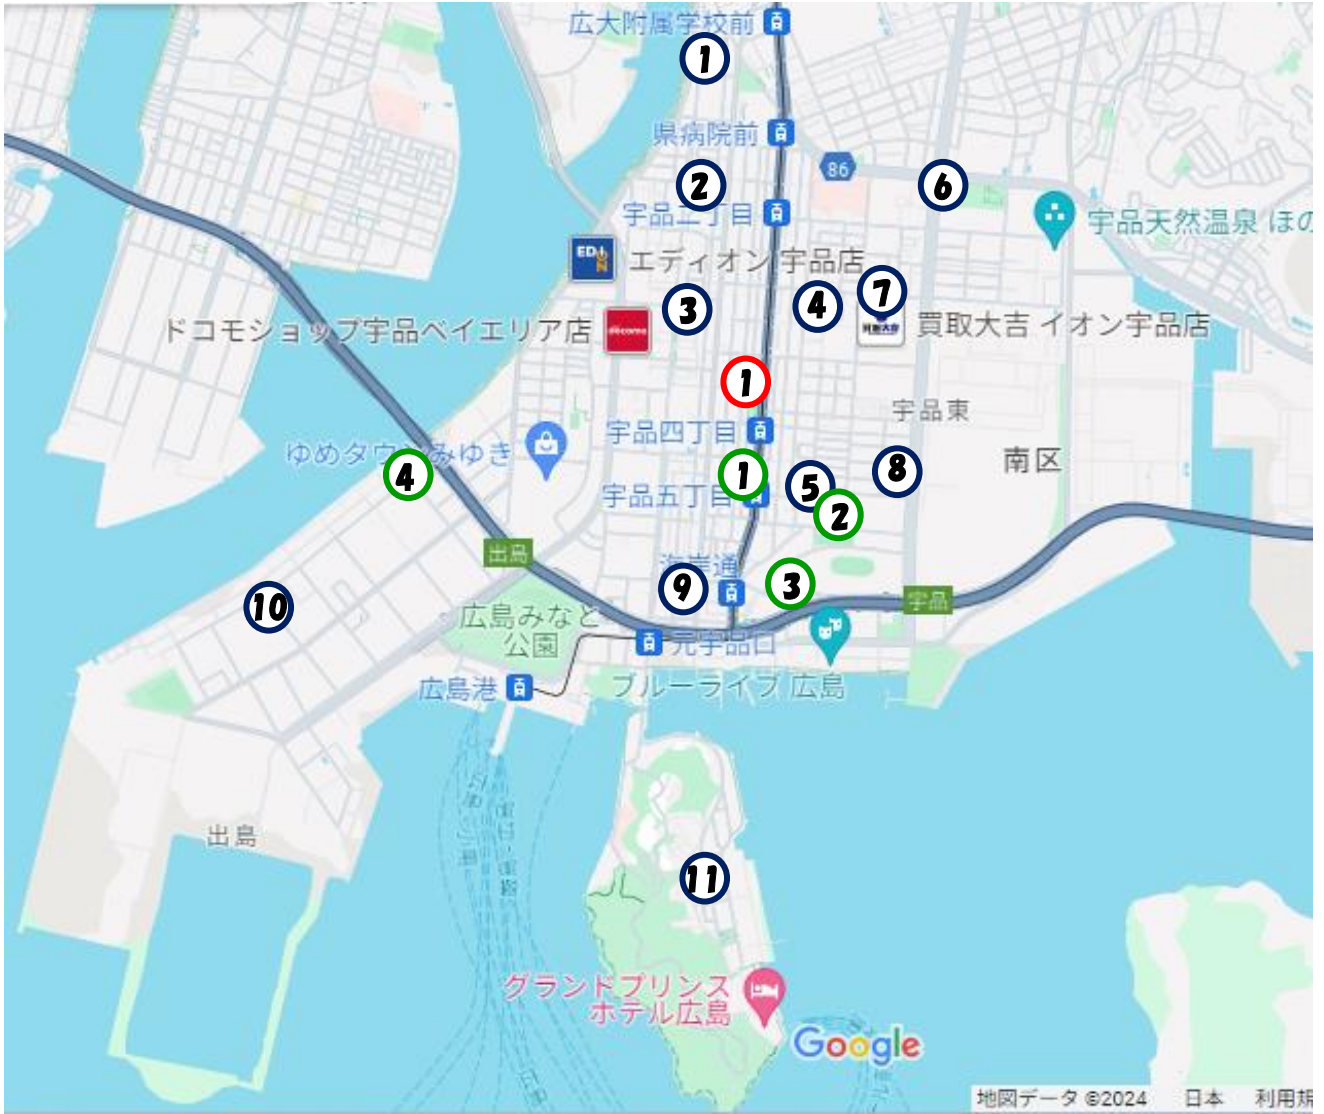 広大附属学校前
1
県病院前
86
2
6
宇品二丁目
宇品天然温泉 ほの
EDION
エディオン 宇品店
7
3
4
ドコモショップ宇品ベイエリア店
docomo
買取大吉 イオン宇品店
1
宇品東
宇品四丁目
ゆめタウンみゆき
南区
4
1
8
宇品五丁目
5
2
出島
海岸通
9
3
宇品
10
広島みなと
公園
元宇品口
広島港
ブルーライブ 広島
出島
11
グランドプリンス
ホテル広島
Google
地図データ ©2024 日本 利用規